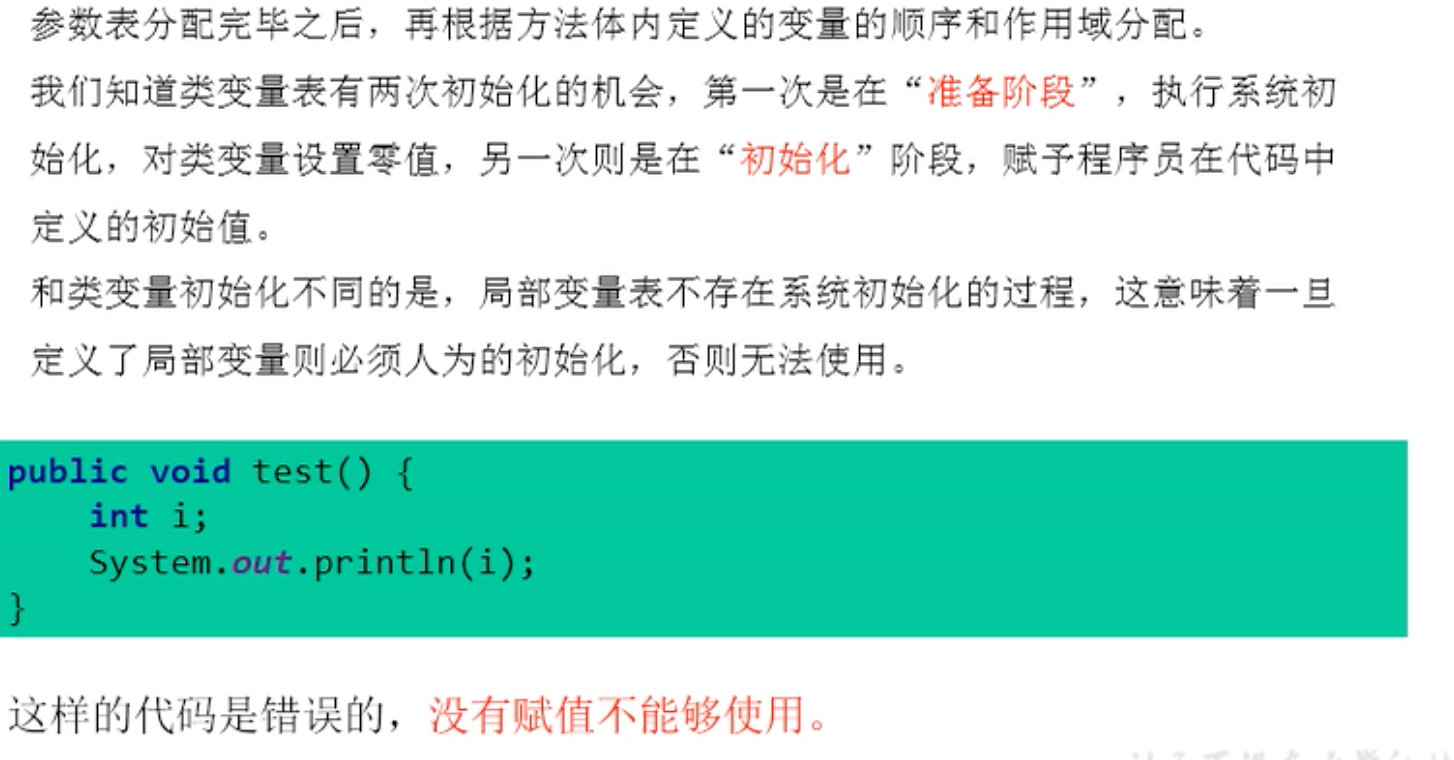 参数表分配完毕之后，再根据方法体内定义的变量的顺序和作用域分配。
我们知道类变量表有两次初始化的机会，第一次是在“准备阶段”，执行系统初
始化，对类变量设置零值，另一次则是在“初始化”阶段，赋予程序员在代码中
定义的初始值。
和类变量初始化不同的是，局部变量表不存在系统初始化的过程，这意味着一旦
定义了局部变量则必须人为的初始化，否则无法使用。
public void test() {
    int i;
    System.out.println(i);
}
这样的代码是错误的，没有赋值不能够使用。